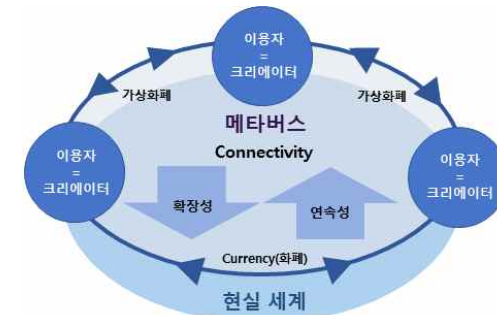 이용자
=
크리에이터
가상화폐
가상화폐
메타버스
Connectivity
이용자
=
크리에이터
이용자
=
크리에이터
확장성
연속성
Currency(화폐)
현실 세계